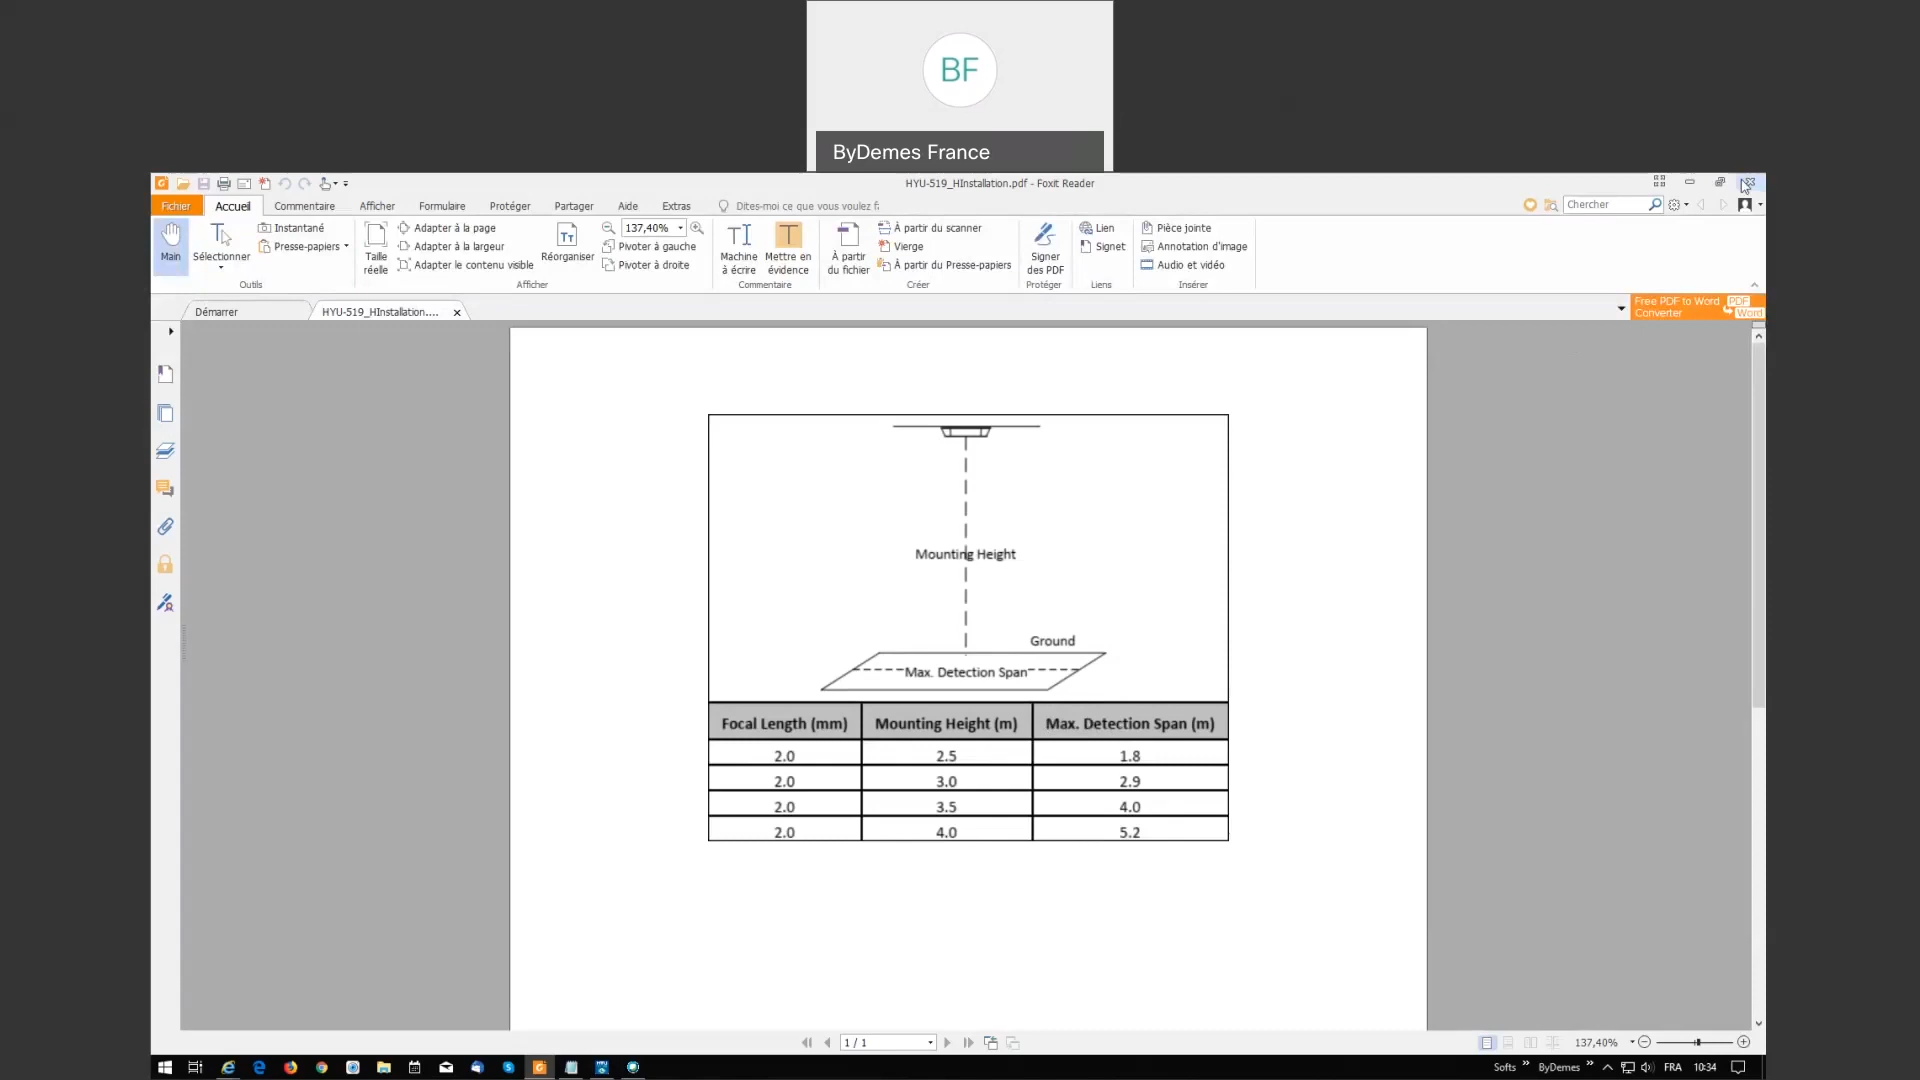 BF
ByDemes France
HYU-519_HInstallation.pdf - Foxit Reader
Fichier
Accueil
Commentaire
Afficher
Formulaire
Protéger
Partager
Aide
Extras
Dites-moi ce que vous voulez f
Chercher
Main
Sélectionner
Instantané
Presse-papiers
Outils
Taille
réelle
Adapter à la page
Adapter à la largeur
Adapter le contenu visible
Réorganiser
137,40%
Pivoter à gauche
Pivoter à droite
Afficher
Machine
à écrire
Mettre en
évidence
Commentaire
À partir
du fichier
À partir du scanner
Vierge
À partir du Presse-papiers
Créer
Signer
des PDF
Protéger
Lien
Signet
Liens
Pièce jointe
Annotation d'image
Audio et vidéo
Insérer
Démarrer
HYU-519_HInstallation....
Free PDF to Word
Converter
PDF
Word
Mounting Height
Ground
Max. Detection Span
Focal Length (mm) Mounting Height (m) Max. Detection Span (m)
2.0 2.5 1.8
2.0 3.0 2.9
2.0 3.5 4.0
2.0 4.0 5.2
1 / 1
137,40%
Softs
ByDemes
FRA
10:34